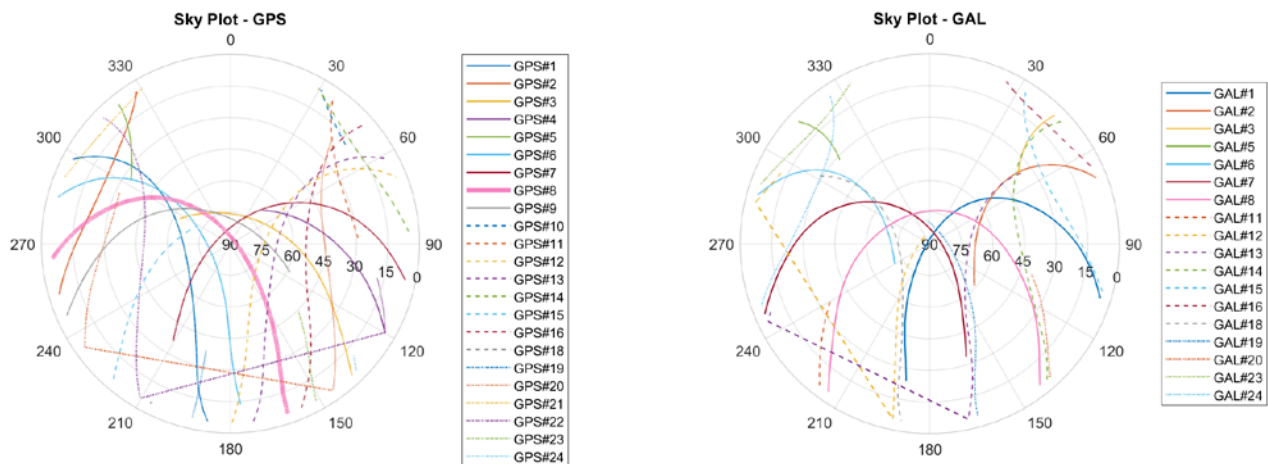 Sky Plot - GPS
0
330
30
300
60
270
90
75
60
45
30
15
0
90
240
120
210
150
180
GPS#1
GPS#2
GPS#3
GPS#4
GPS#5
GPS#6
GPS#7
GPS#8
GPS#9
GPS#10
GPS#11
GPS#12
GPS#13
GPS#14
GPS#15
GPS#16
GPS#18
GPS#19
GPS#20
GPS#21
GPS#22
GPS#23
GPS#24
Sky Plot - GAL
0
330
30
300
60
270
90
75
60
45
30
15
0
90
240
120
210
150
180
GAL#1
GAL#2
GAL#3
GAL#5
GAL#6
GAL#7
GAL#8
GAL#11
GAL#12
GAL#13
GAL#14
GAL#15
GAL#16
GAL#18
GAL#19
GAL#20
GAL#23
GAL#24